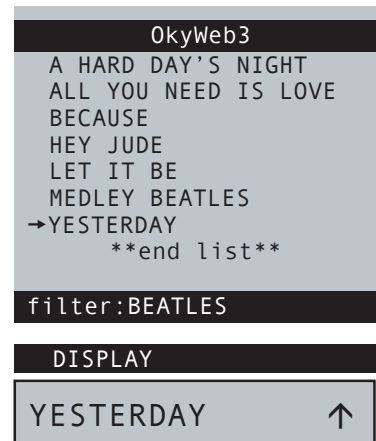 OkyWeb3
A HARD DAY’S NIGHT
ALL YOU NEED IS LOVE
BECAUSE
HEY JUDE
LET IT BE
MEDLEY BEATLES
→YESTERDAY
**end list**
filter:BEATLES
DISPLAY
YESTERDAY ↑